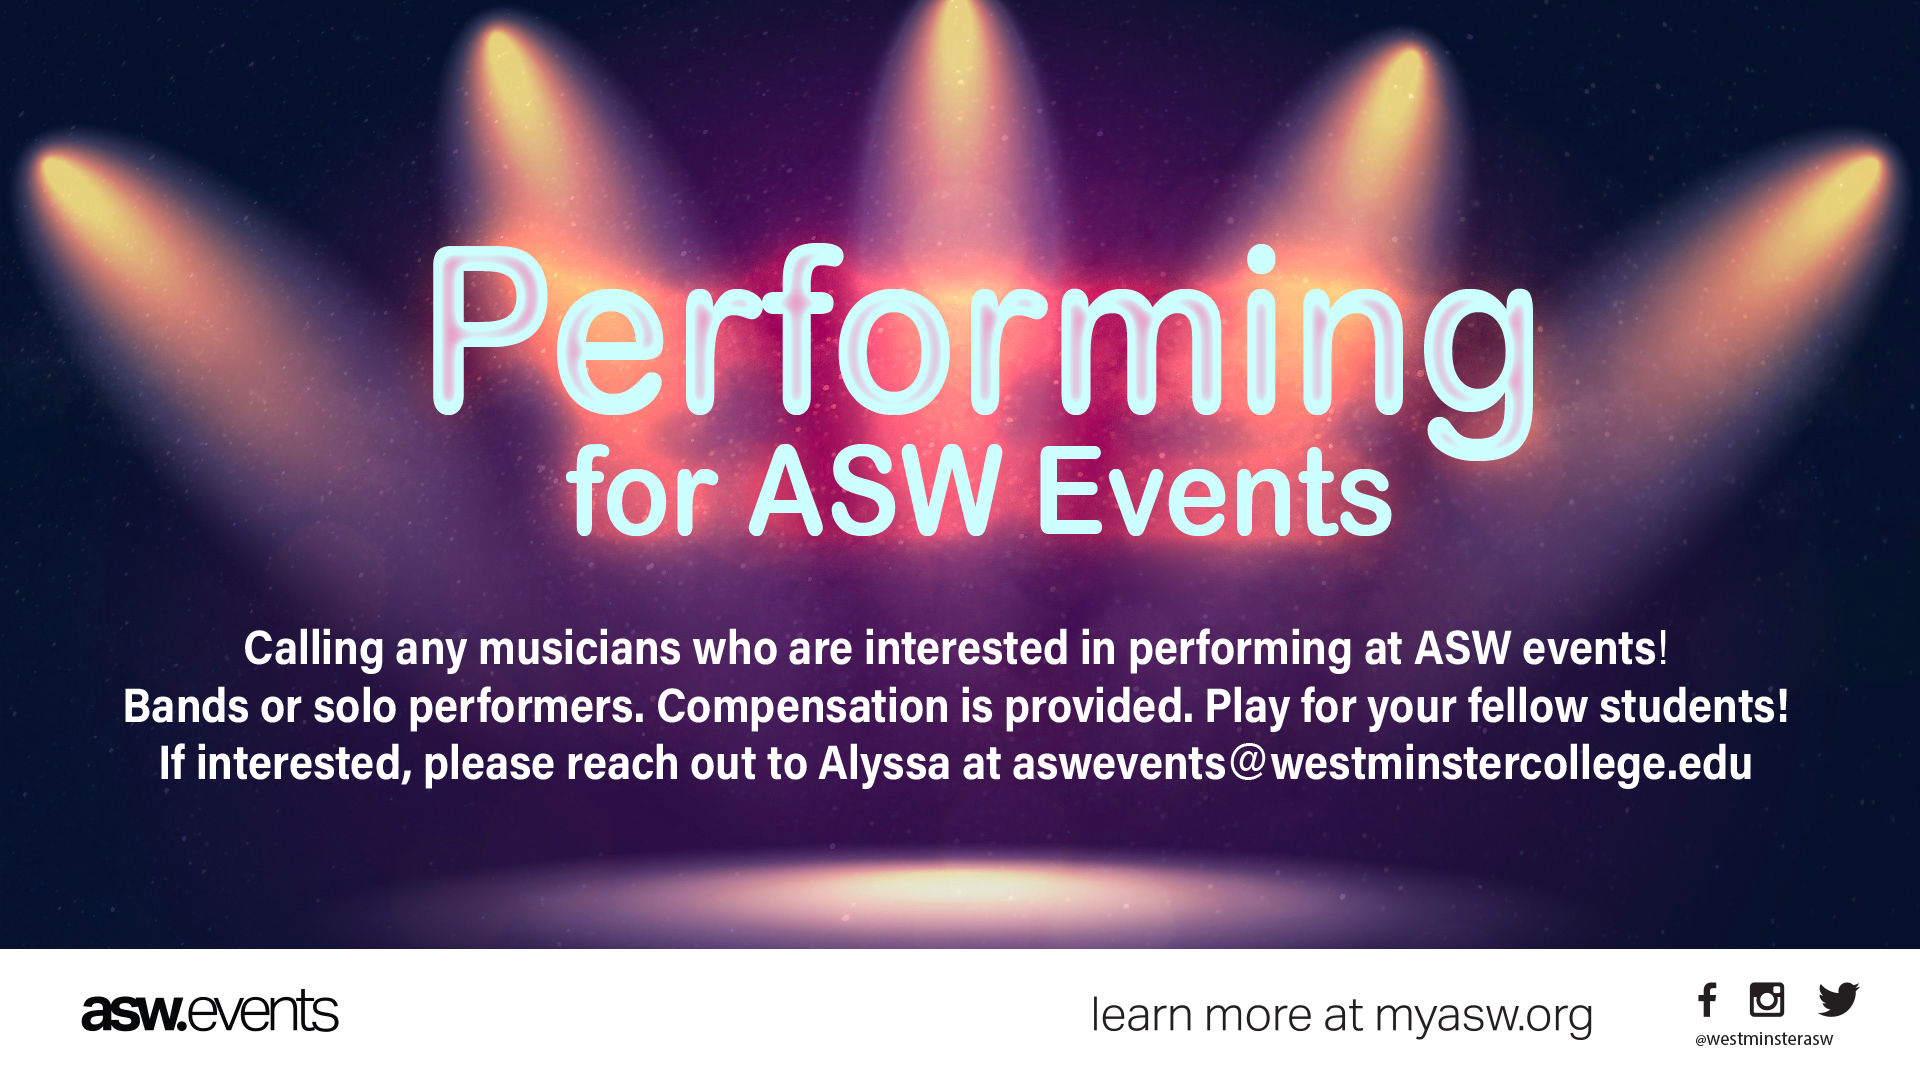 Performing
for ASW Events
Calling any musicians who are interested in performing at ASW events!
Bands or solo performers. Compensation is provided. Play for your fellow students!
If interested, please reach out to Alyssa at aswevents@westminstercollege.edu
asw.events
learn more at myasw.org
@westminsterasw